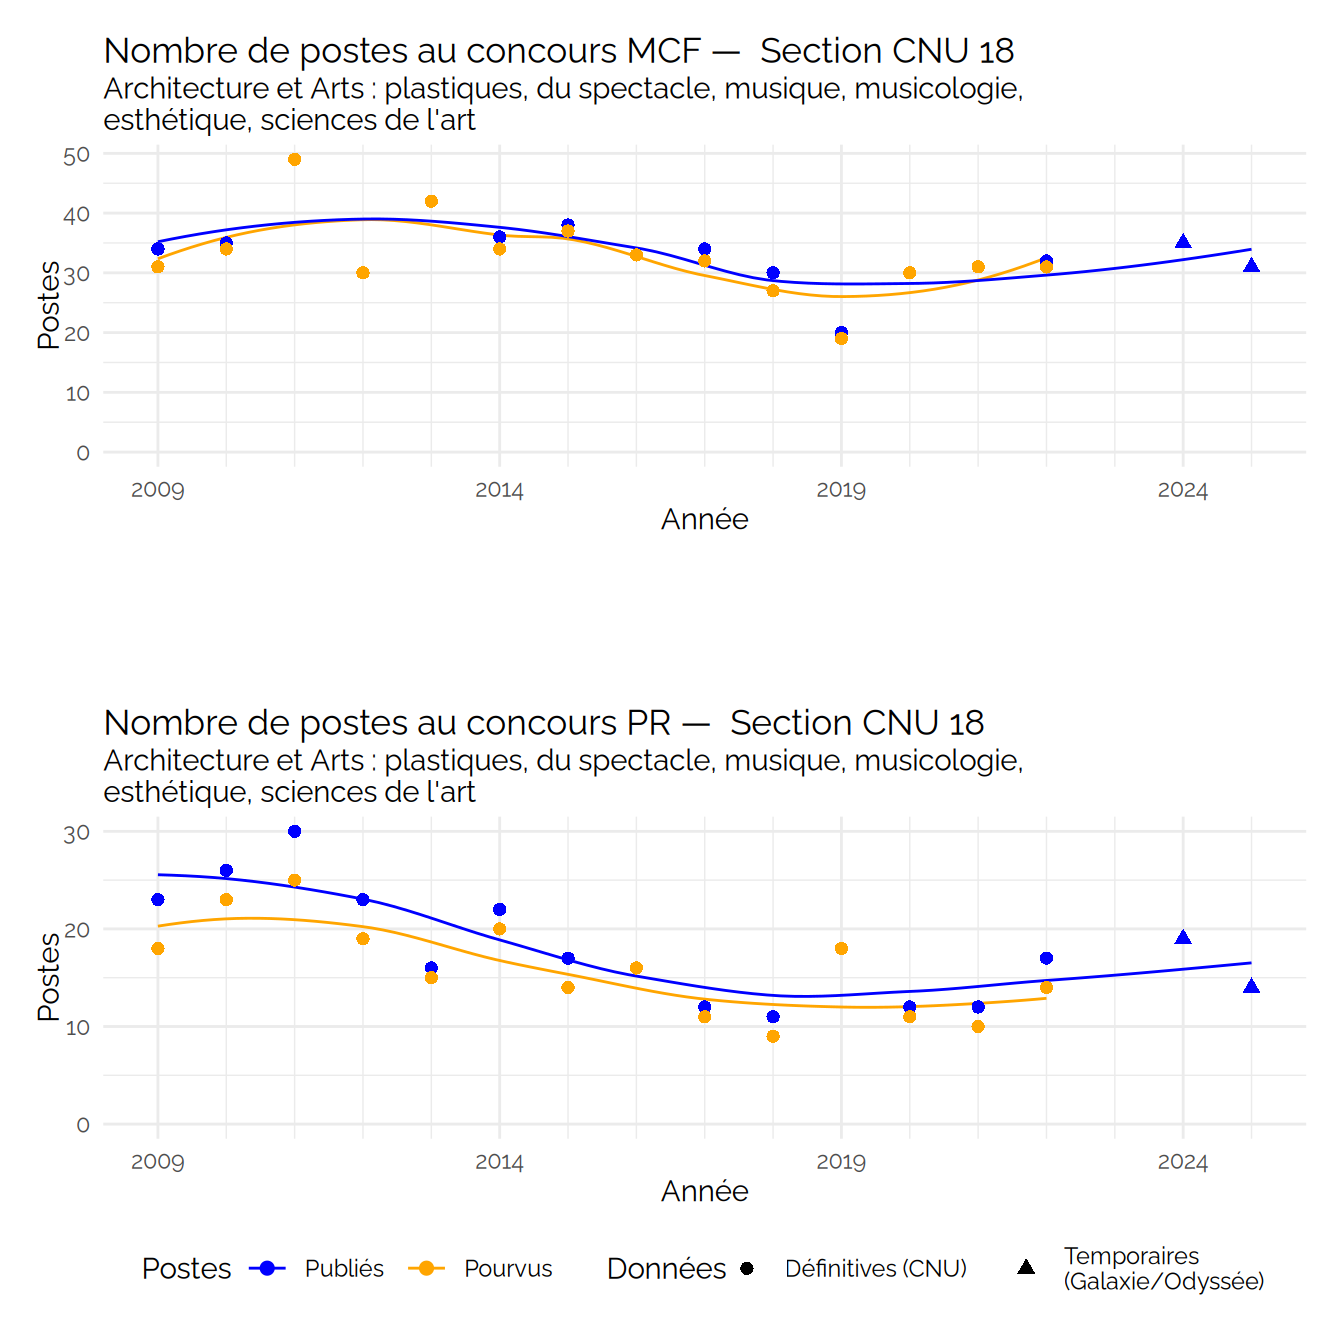 Nombre de postes au concours MCF —  Section CNU 18
Architecture et Arts : plastiques, du spectacle, musique, musicologie,
esthétique, sciences de l'art
50
40
30
20
10
0
Postes
2009 2014 2019 2024
Année
Nombre de postes au concours PR —  Section CNU 18
Architecture et Arts : plastiques, du spectacle, musique, musicologie,
esthétique, sciences de l'art
30
20
10
0
Postes
2009 2014 2019 2024
Année
Postes Publiés Pourvus Données Définitives (CNU) Temporaires
(Galaxie/Odyssée)